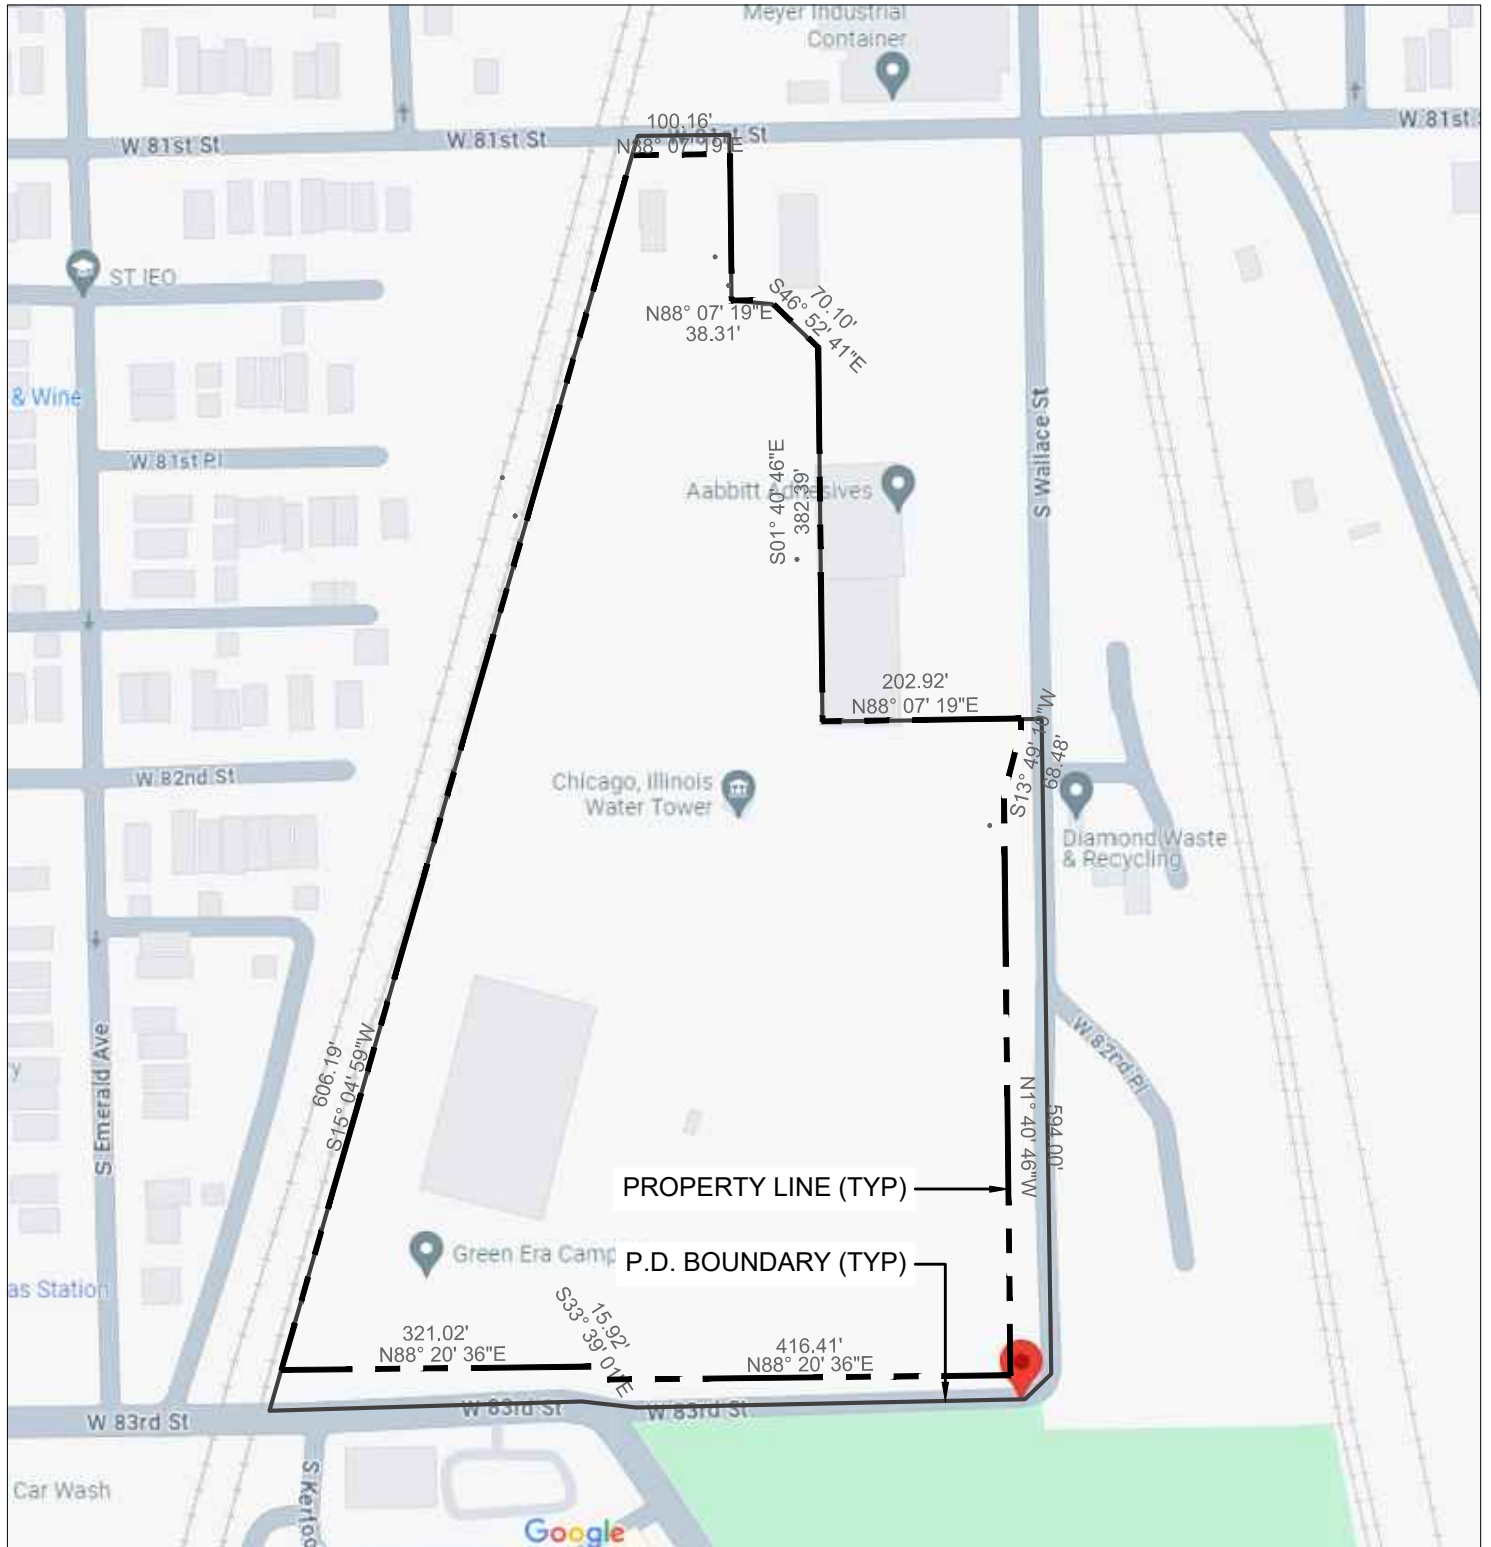 Meyer Industrial
Container
W 81st St
W 81st St
100.16'
W 81st St
N88° 07' 19"E
W 81st
ST IEO
N88° 07' 19"E
38.31'
70.10'
S46° 52' 41"E
& Wine
W 81st Pl
S Wallace St
Aabbitt Adhesives
S01° 40' 46"E
382.39'
202.92'
N88° 07' 19"E
S13° 49' 10"W
68.48'
W 82nd St
Chicago, Illinois
Water Tower
Diamond Waste
& Recycling
606.19'
S15° 04' 59"W
S Emerald Ave
W 82nd Pl
N1° 40' 46"W
594.00'
PROPERTY LINE (TYP)
Green Era Camp
P.D. BOUNDARY (TYP)
as Station
15.92'
S33° 39' 01"E
321.02'
N88° 20' 36"E
416.41'
N88° 20' 36"E
W 83rd St
W 83rd St
W 83rd St
Car Wash
S Kerfoo
Google